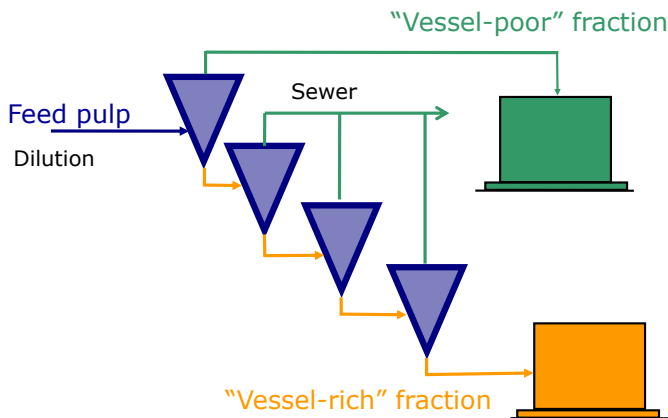 “Vessel-poor” fraction
Sewer
Feed pulp
Dilution
“Vessel-rich” fraction